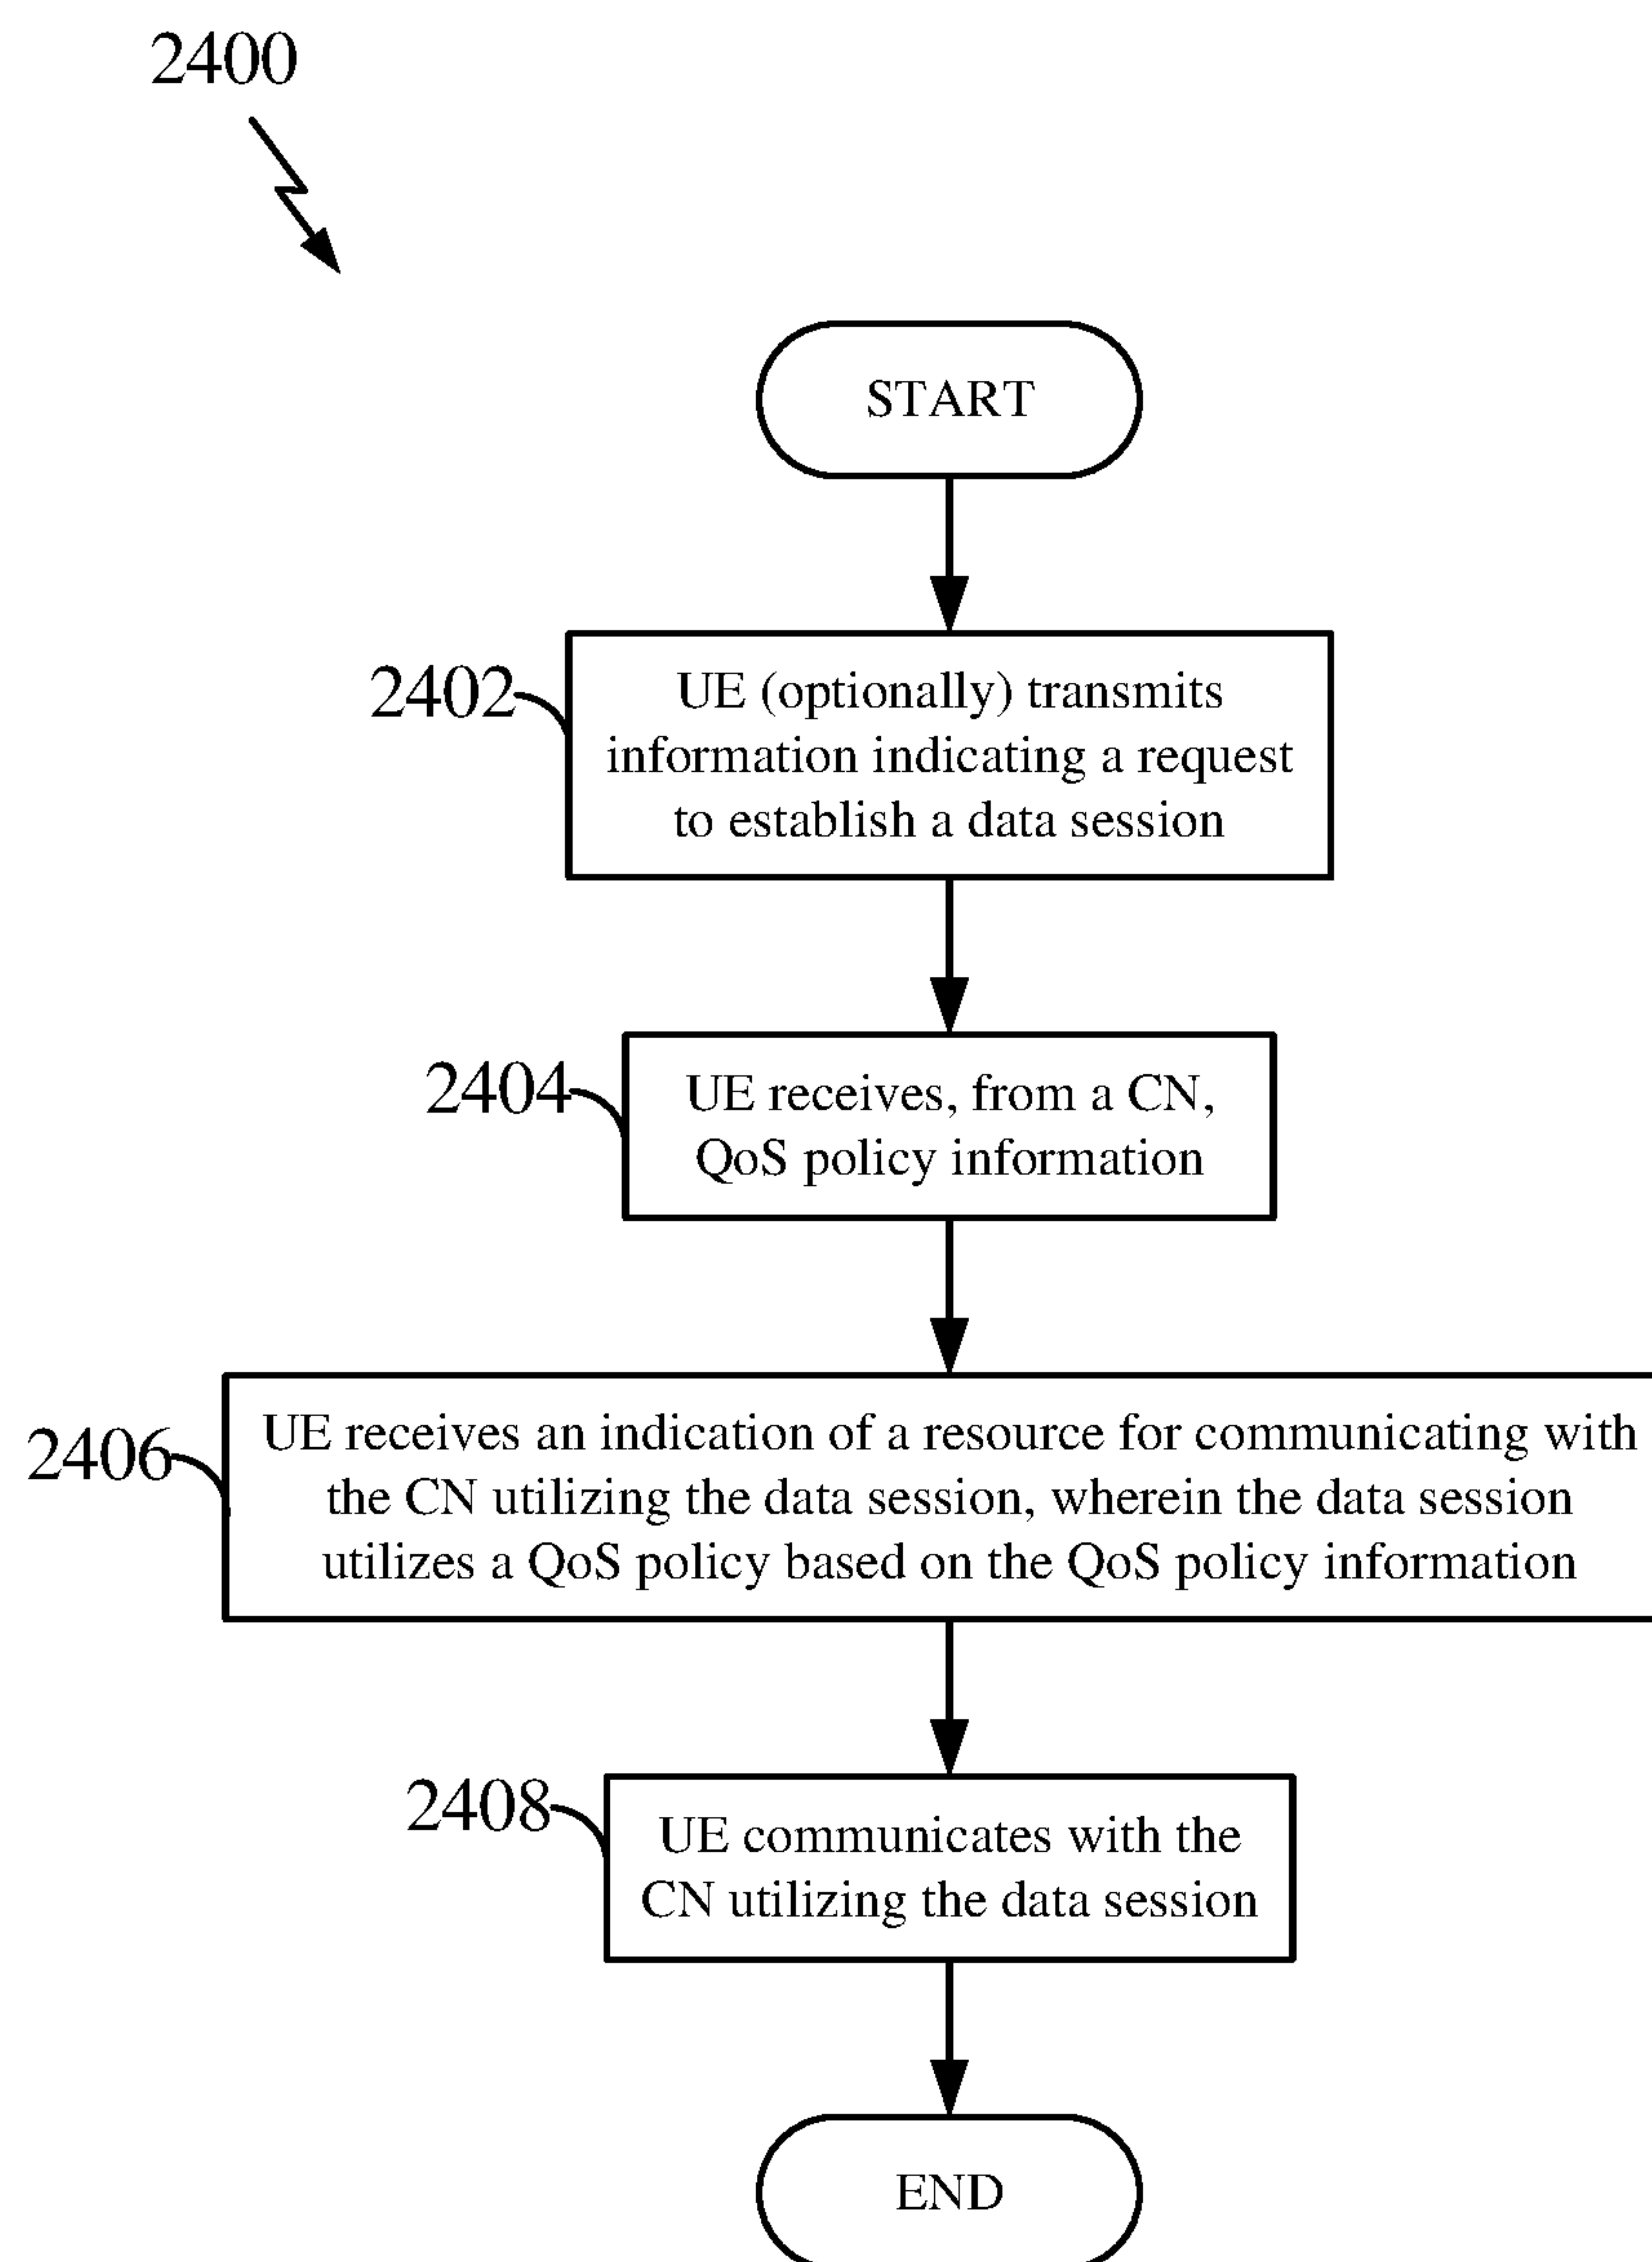 2400
START
2402
UE (optionally) transmits
information indicating a request
to establish a data session
2404
UE receives, from a CN,
QoS policy information
2406
UE receives an indication of a resource for communicating with
the CN utilizing the data session, wherein the data session
utilizes a QoS policy based on the QoS policy information
2408
UE communicates with the
CN utilizing the data session
END